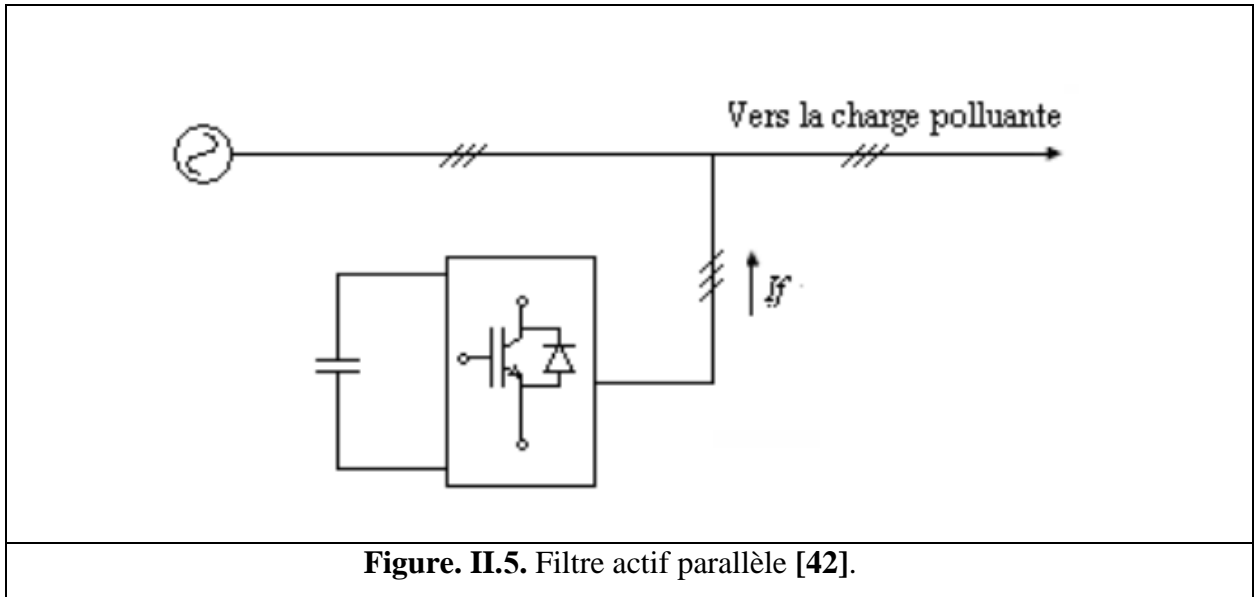 Vers la charge polluante
If
Figure. II.5. Filtre actif parallèle [42].